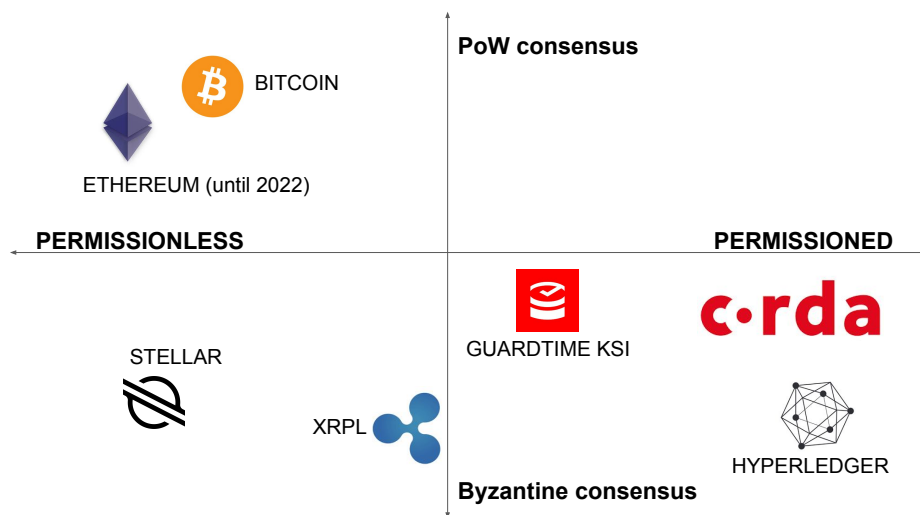 PoW consensus
BITCOIN
ETHEREUM (until 2022)
PERMISSIONLESS
PERMISSIONED
c•rda
GUARDTIME KSI
STELLAR
XRPL
HYPERLEDGER
Byzantine consensus